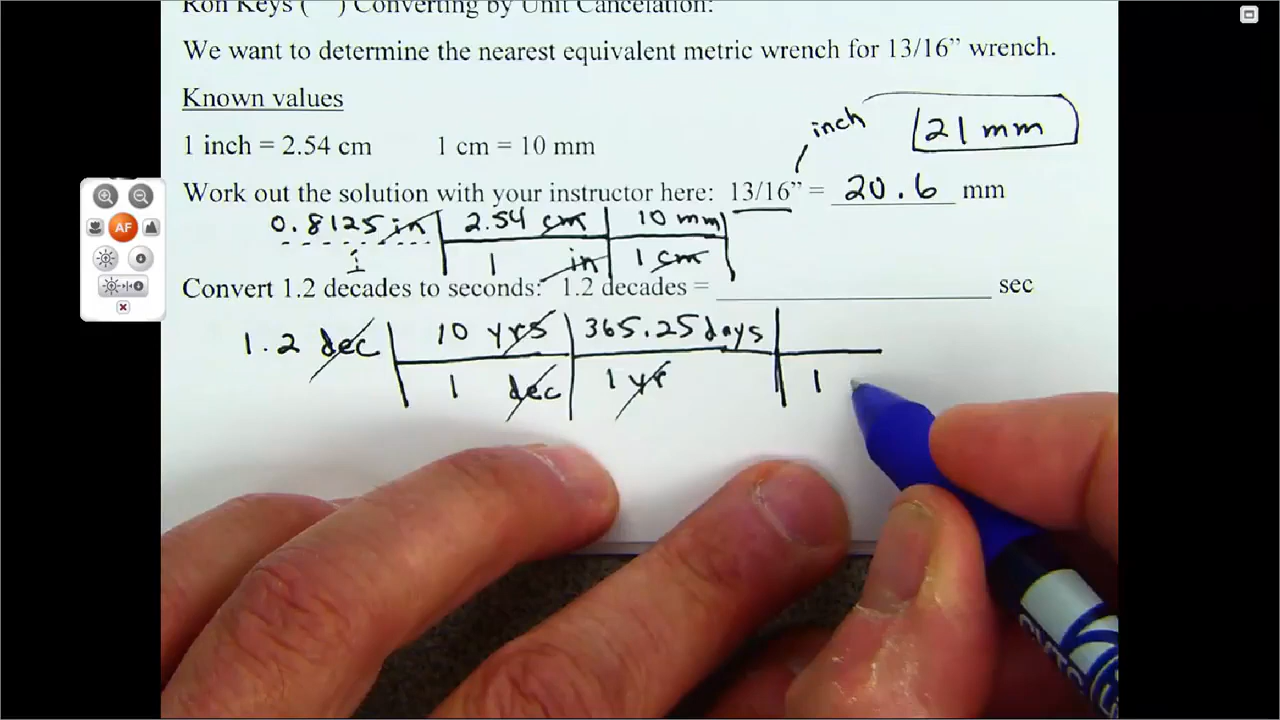 Ron Keys ( ) Converting by Unit Cancelation:
We want to determine the nearest equivalent metric wrench for 13/16” wrench.
Known values
inch
21 mm
1 inch = 2.54 cm 1 cm = 10 mm
Work out the solution with your instructor here: 13/16” = 20.6 mm
0.8125 in 2.54 cm 10 mm
1 1 in 1 cm
Convert 1.2 decades to seconds: 1.2 decades = ____________ sec
1.2 dec 10 yrs 365.25 days
1 dec 1 yr 1
AF